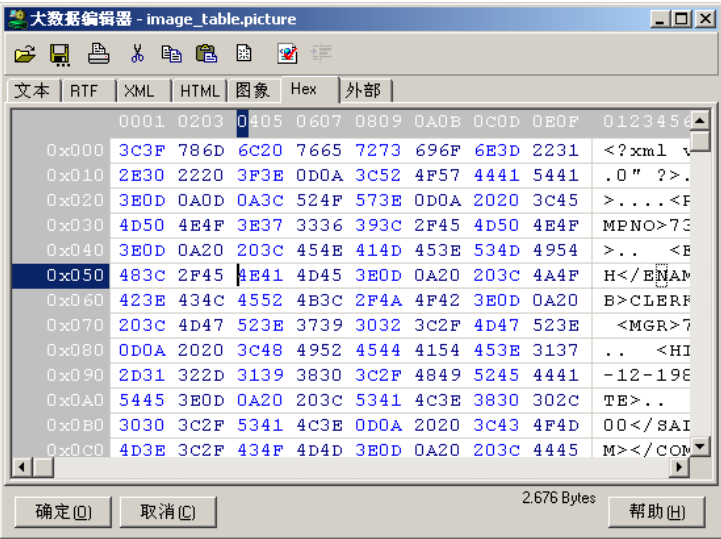 大数据编辑器 - image_table.picture
文本 RTF XML HTML 图象 Hex 外部
0001 0203 0405 0607 0809 0A0B 0C0D 0E0F 0123456
0x000 3C3F 786D 6C20 7665 7273 696F 6E3D 2231 <?xml v
0x010 2E30 2220 3F3E 0D0A 3C52 4F57 4441 5441 .0" ?>.
0x020 3E0D 0A0D 0A3C 524F 573E 0D0A 2020 3C45 >....<R
0x030 4D50 4E4F 3E37 3336 393C 2F45 4D50 4E4F MPNO>73
0x040 3E0D 0A20 203C 454E 414D 453E 534D 4954 >.. <E
0x050 483C 2F45 4E41 4D45 3E0D 0A20 203C 4A4F H</ENAM
0x060 423E 434C 4552 4B3C 2F4A 4F42 3E0D 0A20 B>CLERK
0x070 203C 4D47 523E 3739 3032 3C2F 4D47 523E <MGR>7
0x080 0D0A 2020 3C48 4952 4544 4154 453E 3137 .. <HI
0x090 2D31 322D 3139 3830 3C2F 4849 5245 4441 -12-198
0x0A0 5445 3E0D 0A20 203C 5341 4C3E 3830 302C TE>..
0x0B0 3030 3C2F 5341 4C3E 0D0A 2020 3C43 4F4D 00</SAL
0x0C0 4D3E 3C2F 434F 4D4D 3E0D 0A20 203C 4445 M></COM
确定(O) 取消(C) 2.676 Bytes 帮助(H)